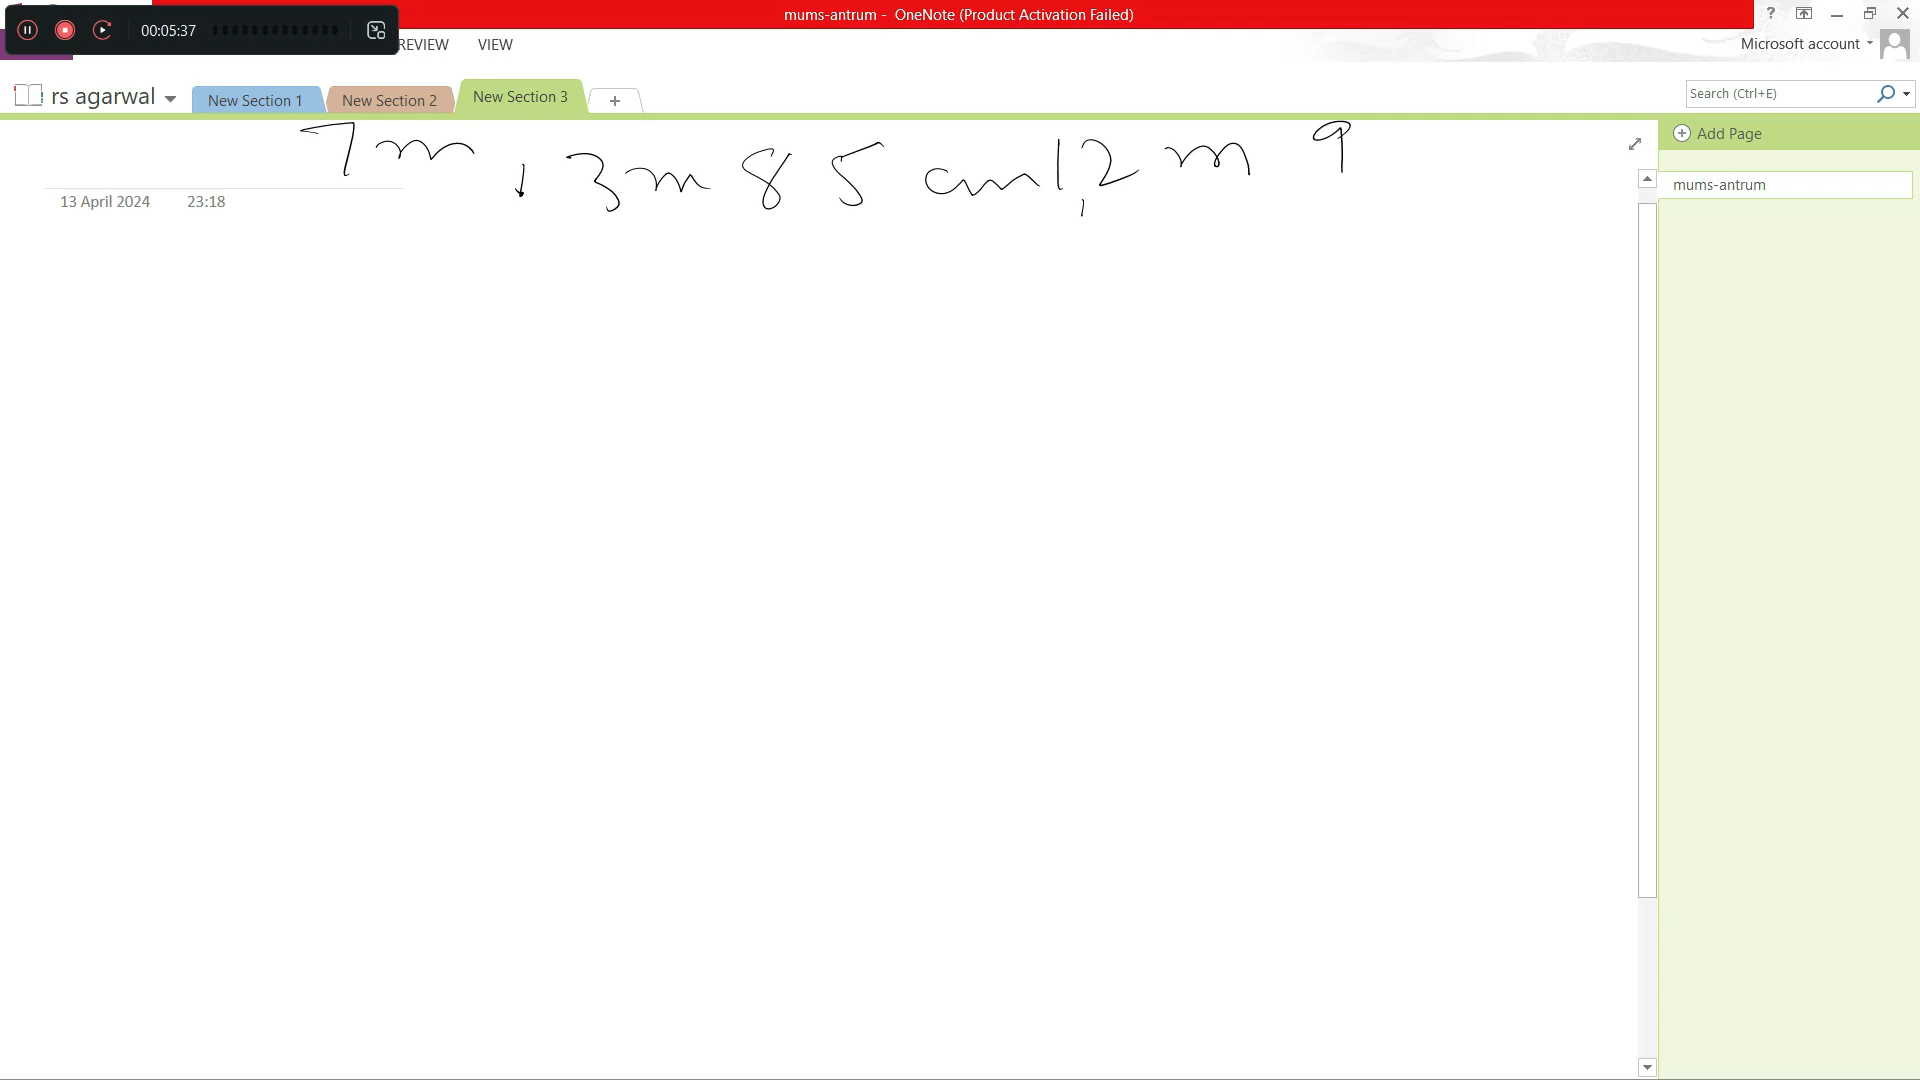 mums-antrum - OneNote (Product Activation Failed)
00:05:37
REVIEW VIEW
Microsoft account
rs agarwal New Section 1 New Section 2 New Section 3
Search (Ctrl+E)
Add Page
mums-antrum
7m, 3m 85 cm, 12 m 9
13 April 2024 23:18